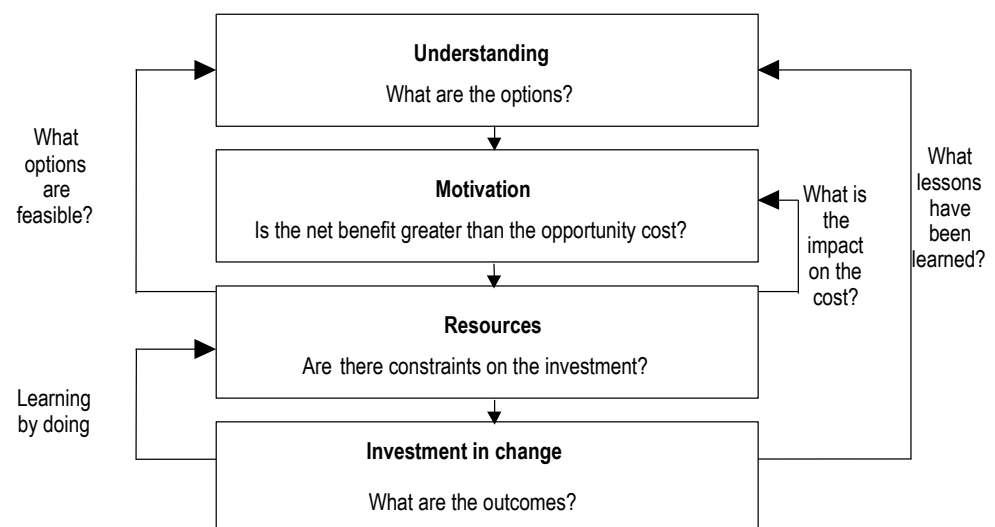 Understanding
What are the options?
What
options
are
feasible?
Motivation
Is the net benefit greater than the opportunity cost?
What is
the
impact
on the
cost?
What
lessons
have
been
learned?
Resources
Are there constraints on the investment?
Learning
by doing
Investment in change
What are the outcomes?